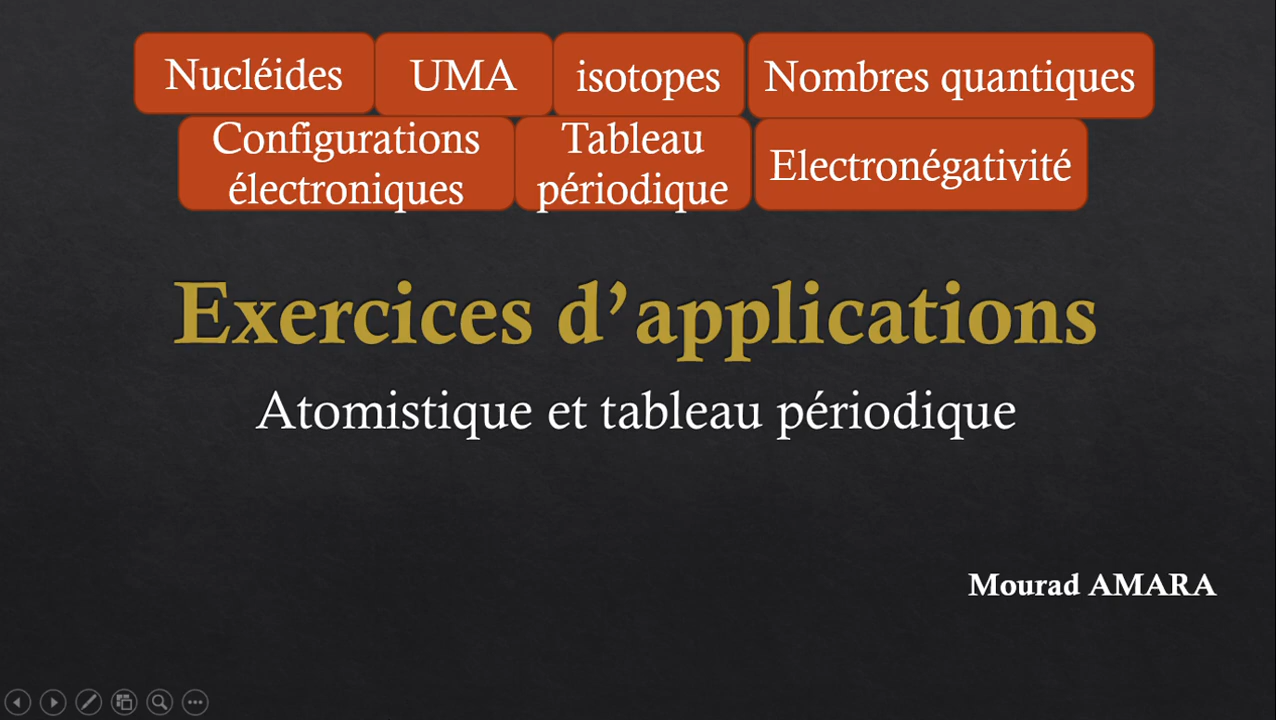 Nucléides UMA isotopes Nombres quantiques
Configurations électroniques Tableau périodique Electronégativité
Exercices d’applications
Atomistique et tableau périodique
Mourad AMARA